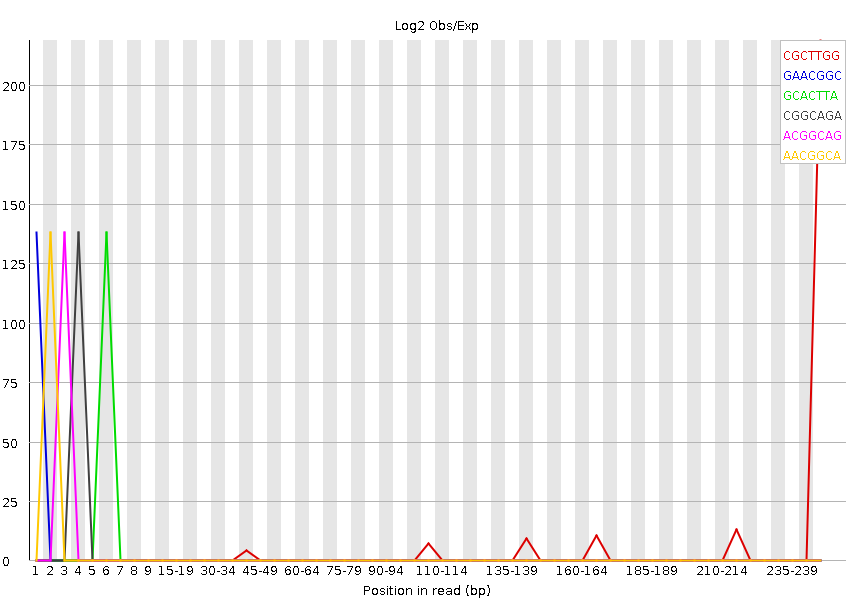 Log2 Obs/Exp
CGCTTGG
GAACGGC
GCACTTA
CGGCAGA
ACGGCAG
AACGGCA
200
175
150
125
100
75
50
25
0
1 2 3 4 5 6 7 8 9 15-19 30-34 45-49 60-64 75-79 90-94 110-114 135-139 160-164 185-189 210-214 235-239
Position in read (bp)